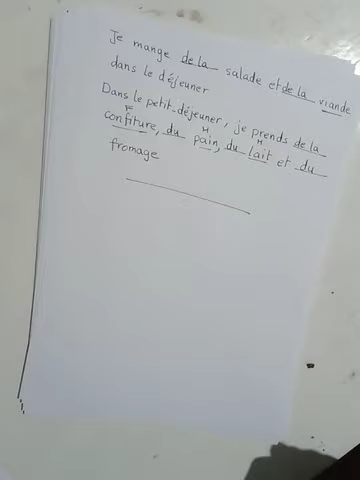 Je mange de la salade et de la viande
dans le déjeuner
Dans le petit-déjeuner, je prends de la
F M M
confiture, du pain, du lait et du
fromage